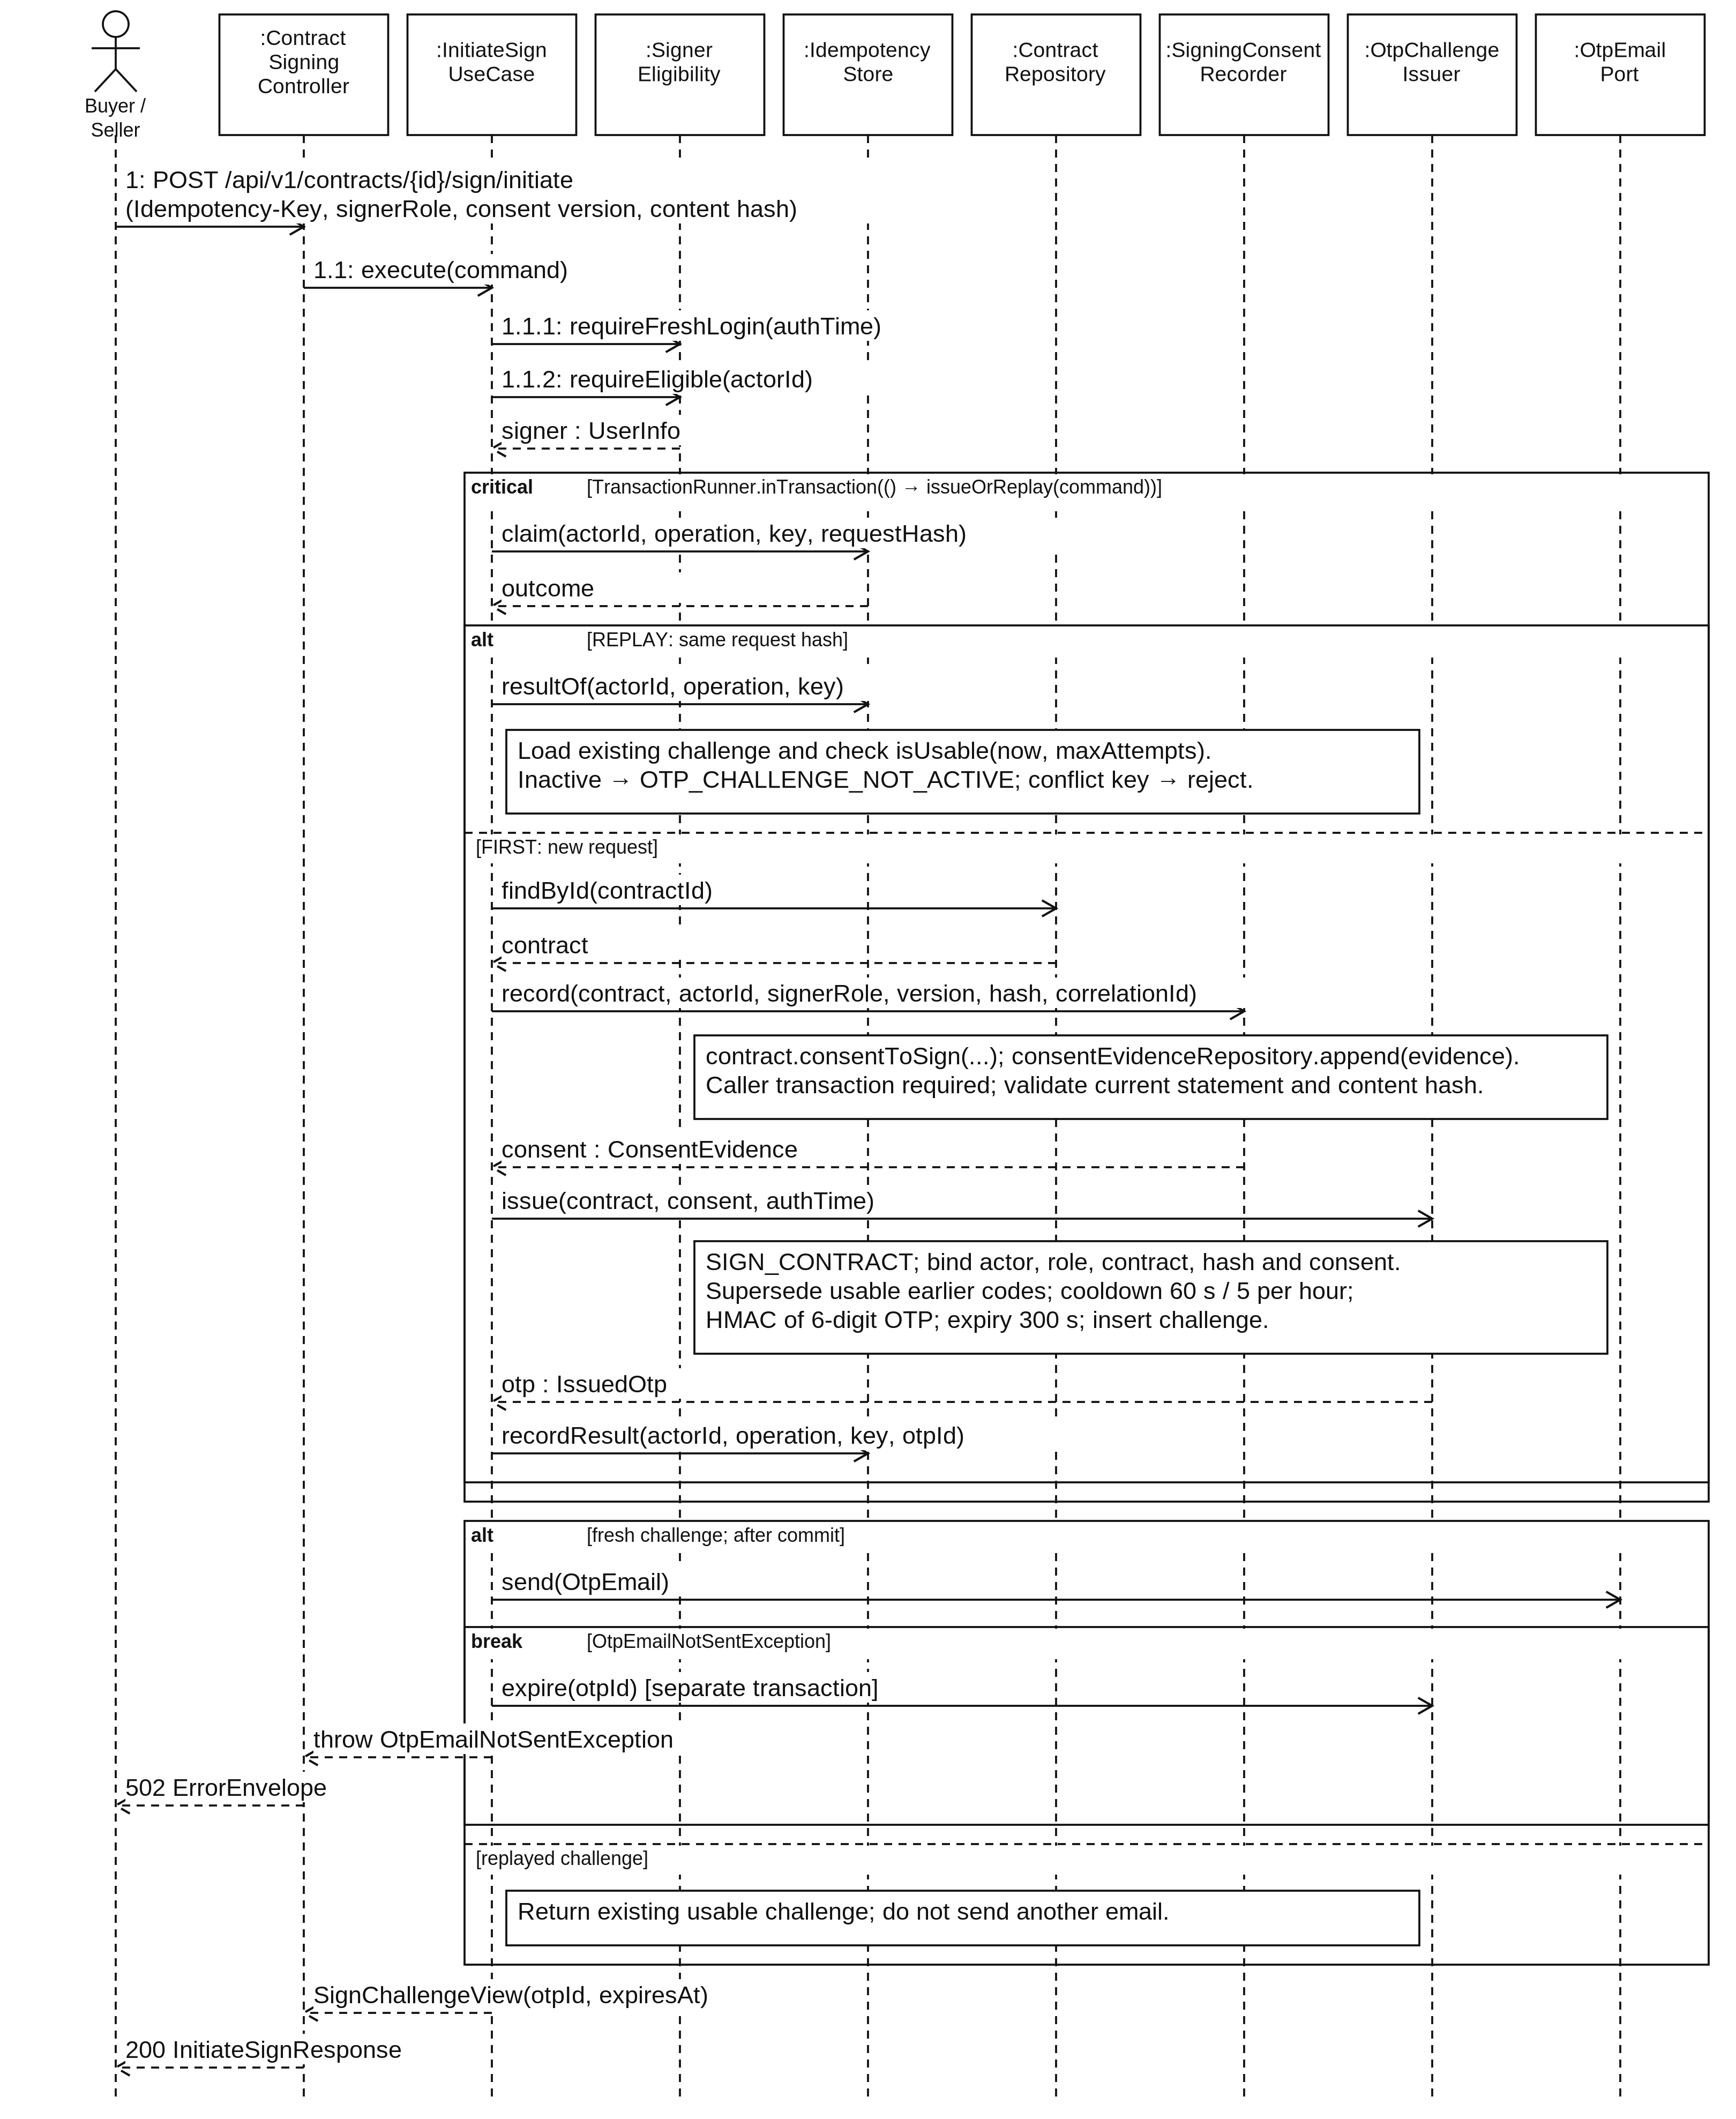 Buyer /
Seller
:Contract
Signing
Controller
:InitiateSign
UseCase
:Signer
Eligibility
:Idempotency
Store
:Contract
Repository
:SigningConsent
Recorder
:OtpChallenge
Issuer
:OtpEmail
Port
1: POST /api/v1/contracts/{id}/sign/initiate
(Idempotency-Key, signerRole, consent version, content hash)
1.1: execute(command)
1.1.1: requireFreshLogin(authTime)
1.1.2: requireEligible(actorId)
signer : UserInfo
critical [TransactionRunner.inTransaction(() → issueOrReplay(command))]
claim(actorId, operation, key, requestHash)
outcome
alt [REPLAY: same request hash]
resultOf(actorId, operation, key)
Load existing challenge and check isUsable(now, maxAttempts).
Inactive → OTP_CHALLENGE_NOT_ACTIVE; conflict key → reject.
[FIRST: new request]
findById(contractId)
contract
record(contract, actorId, signerRole, version, hash, correlationId)
contract.consentToSign(...); consentEvidenceRepository.append(evidence).
Caller transaction required; validate current statement and content hash.
consent : ConsentEvidence
issue(contract, consent, authTime)
SIGN_CONTRACT; bind actor, role, contract, hash and consent.
Supersede usable earlier codes; cooldown 60 s / 5 per hour;
HMAC of 6-digit OTP; expiry 300 s; insert challenge.
otp : IssuedOtp
recordResult(actorId, operation, key, otpId)
alt [fresh challenge; after commit]
send(OtpEmail)
break [OtpEmailNotSentException]
expire(otpId) [separate transaction]
throw OtpEmailNotSentException
502 ErrorEnvelope
[replayed challenge]
Return existing usable challenge; do not send another email.
SignChallengeView(otpId, expiresAt)
200 InitiateSignResponse